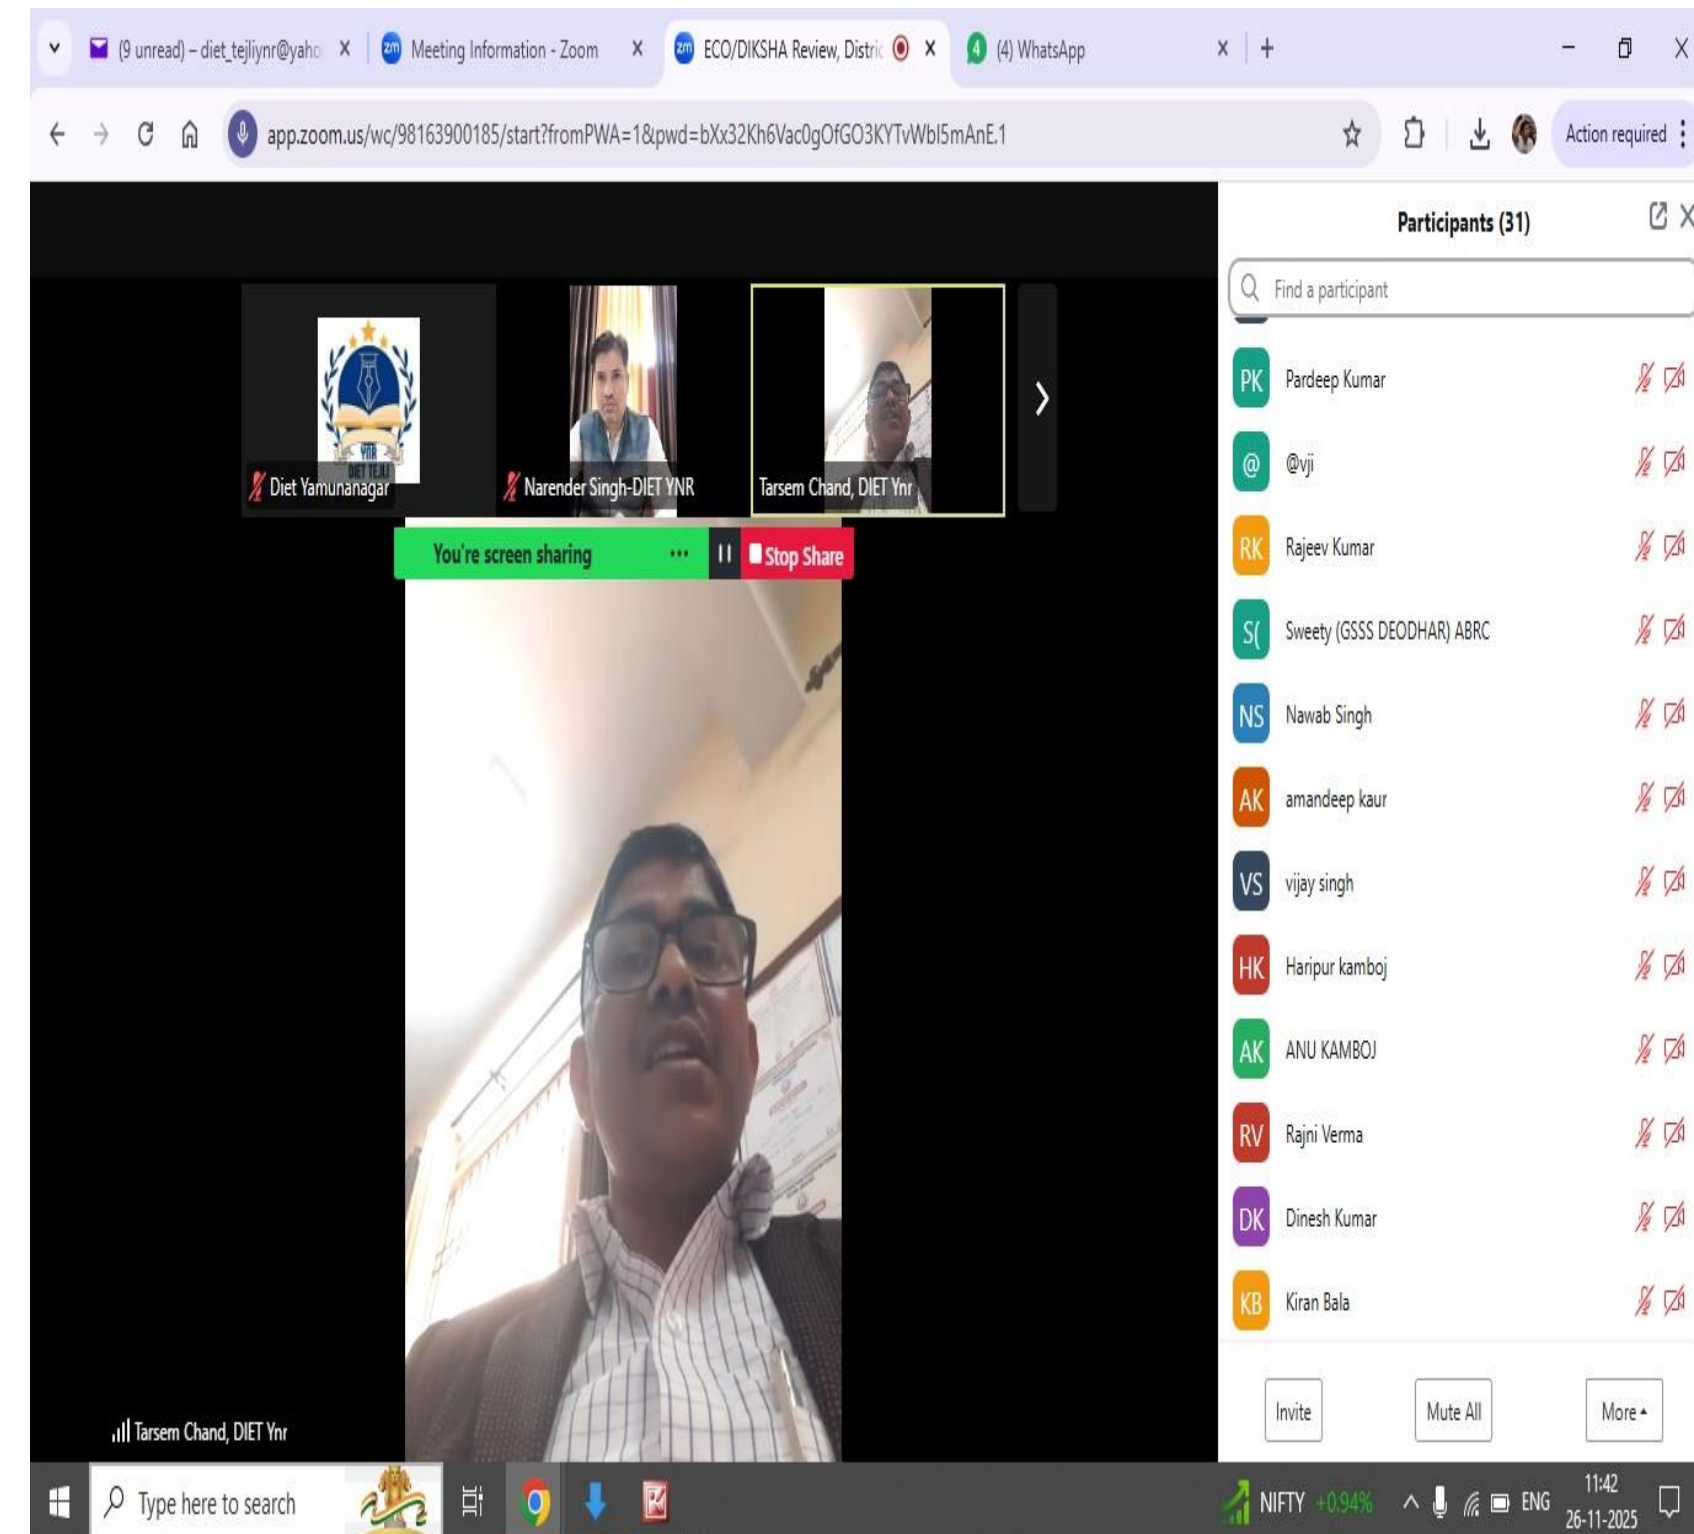 (9 unread) – diet_tejliynr@yaho
Meeting Information - Zoom
ECO/DIKSHA Review, Distric
4
(4) WhatsApp
app.zoom.us/wc/98163900185/start?fromPWA=1&pwd=bXx32Kh6Vac0gOfGO3KYTvWbI5mAnE.1
Action required
Participants (31)
Find a participant
YNR
DIET TEJLI
Diet Yamunanagar
Narender Singh-DIET YNR
Tarsem Chand, DIET Ynr
You're screen sharing
Stop Share
PK Pardeep Kumar
@ @vji
RK Rajeev Kumar
S( Sweety (GSSS DEODHAR) ABRC
NS Nawab Singh
AK amandeep kaur
VS vijay singh
HK Haripur kamboj
AK ANU KAMBOJ
RV Rajni Verma
DK Dinesh Kumar
KB Kiran Bala
Tarsem Chand, DIET Ynr
Invite
Mute All
More
Type here to search
NIFTY +0.94%
ENG
11:42
26-11-2025